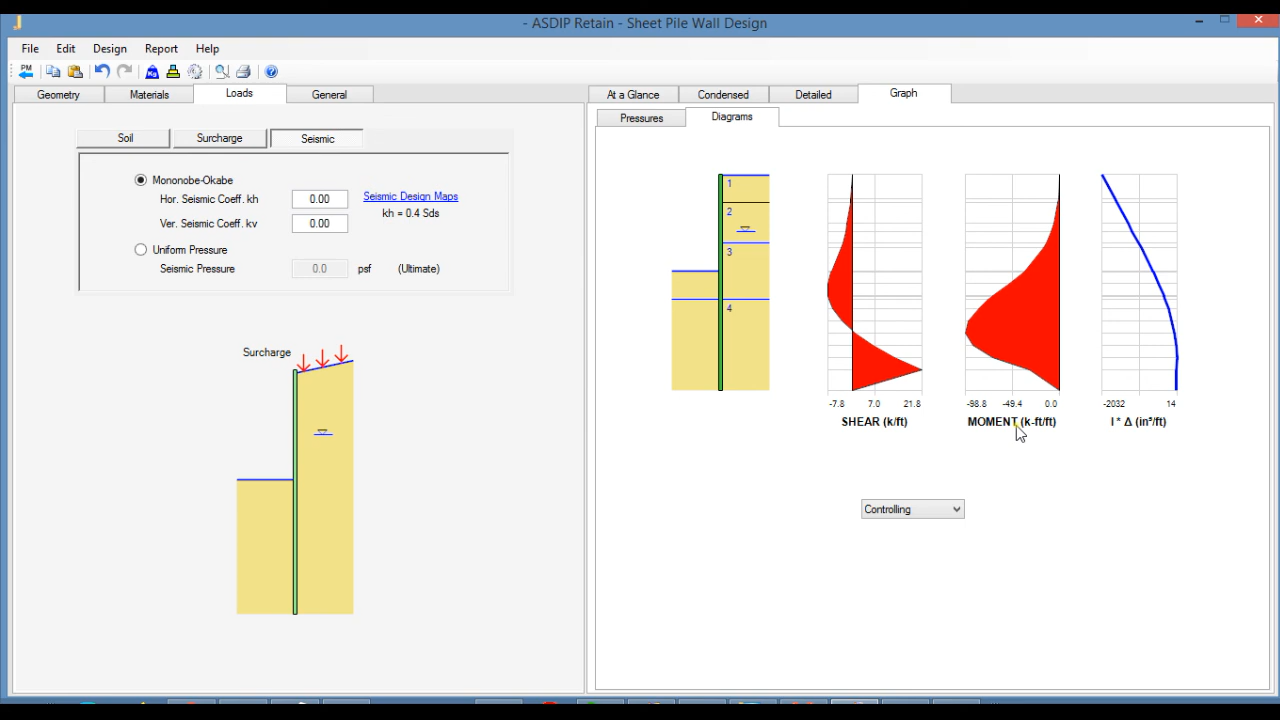 - ASDIP Retain - Sheet Pile Wall Design
File Edit Design Report Help
PM
Kg
Geometry Materials Loads General
At a Glance Condensed Detailed Graph
Pressures Diagrams
Soil Surcharge Seismic
Mononobe-Okabe
Hor. Seismic Coeff. kh 0.00 Seismic Design Maps
kh = 0.4 Sds
Ver. Seismic Coeff. kv 0.00
Uniform Pressure
Seismic Pressure 0.0 psf (Ultimate)
Surcharge
1
2
3
4
-7.8 7.0 21.8
SHEAR (k/ft)
-98.8 -49.4 0.0
MOMENT (k-ft/ft)
-2032 14
I * Δ (in⁵/ft)
Controlling